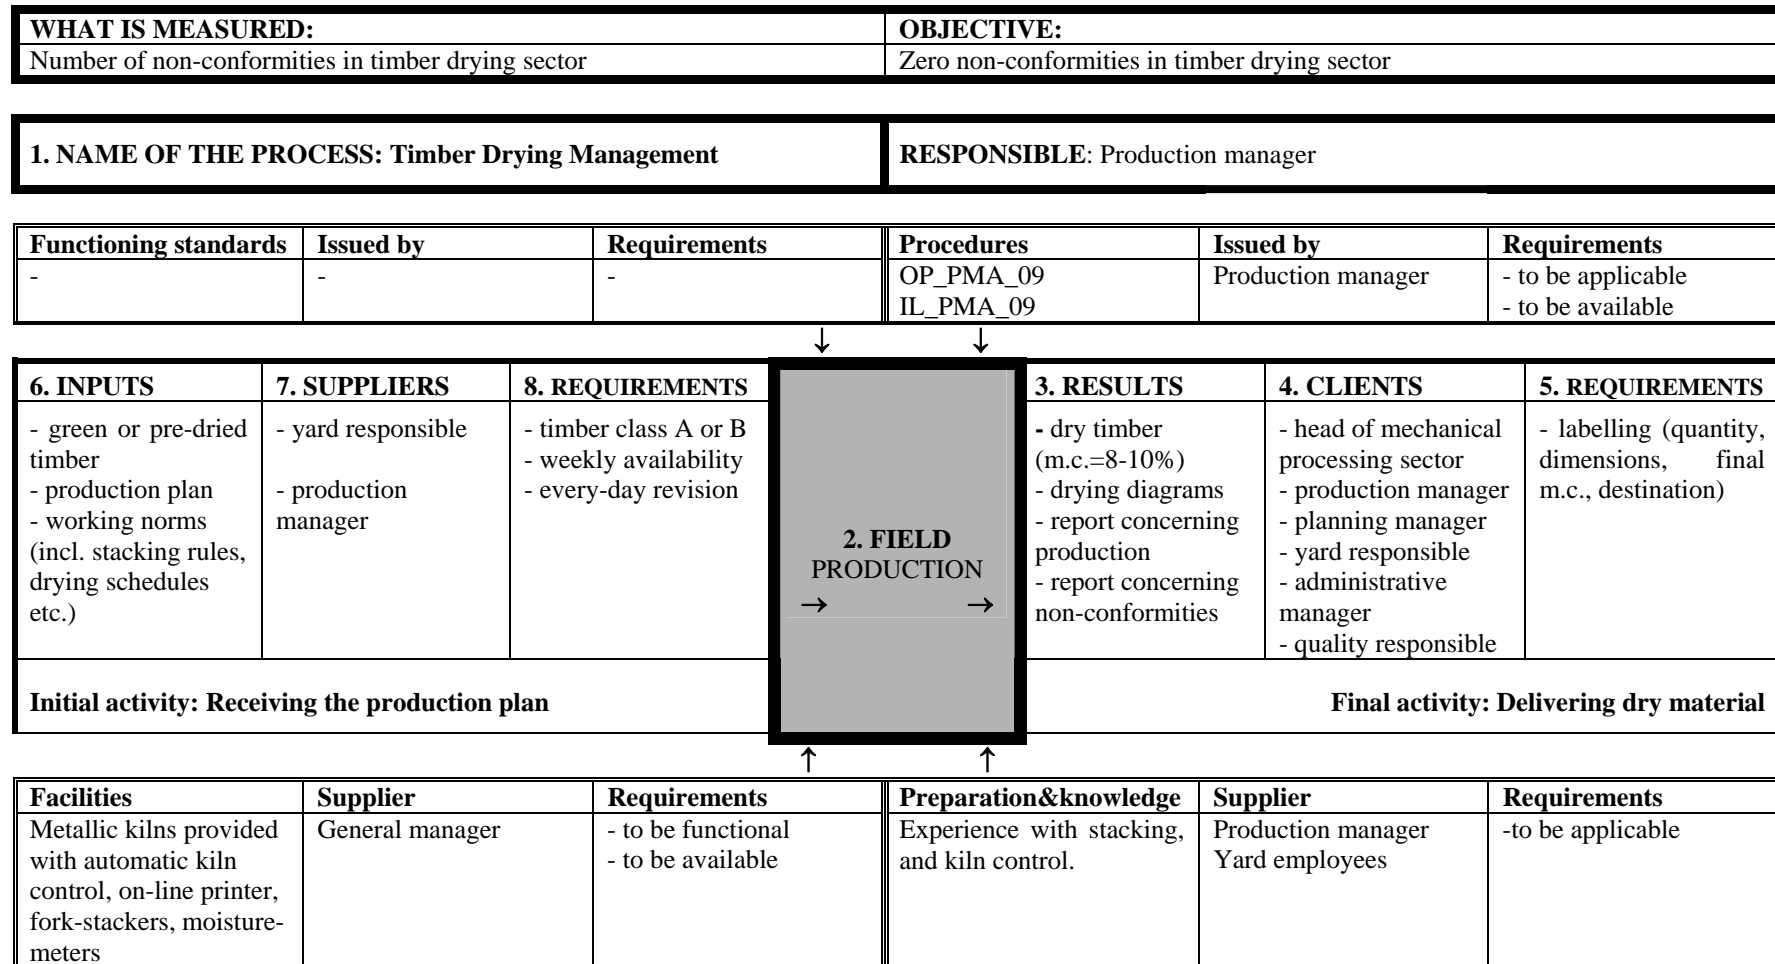 WHAT IS MEASURED:
OBJECTIVE:
Number of non-conformities in timber drying sector
Zero non-conformities in timber drying sector
1. NAME OF THE PROCESS: Timber Drying Management
RESPONSIBLE: Production manager
Functioning standards
Issued by
Requirements
Procedures
Issued by
Requirements
-
-
-
OP_PMA_09
IL_PMA_09
Production manager
- to be applicable
- to be available
↓ ↓
6. INPUTS
7. SUPPLIERS
8. REQUIREMENTS
- green or pre-dried
timber
- production plan
- working norms
(incl. stacking rules,
drying schedules
etc.)
- yard responsible
- production
manager
- timber class A or B
- weekly availability
- every-day revision
2. FIELD
PRODUCTION
→ →
3. RESULTS
4. CLIENTS
5. REQUIREMENTS
- dry timber
(m.c.=8-10%)
- drying diagrams
- report concerning
production
- report concerning
non-conformities
- head of mechanical
processing sector
- production manager
- planning manager
- yard responsible
- administrative
manager
- quality responsible
- labelling (quantity,
dimensions, final
m.c., destination)
Initial activity: Receiving the production plan
Final activity: Delivering dry material
↑ ↑
Facilities
Supplier
Requirements
Preparation&knowledge
Supplier
Requirements
Metallic kilns provided
with automatic kiln
control, on-line printer,
fork-stackers, moisture-
meters
General manager
- to be functional
- to be available
Experience with stacking,
and kiln control.
Production manager
Yard employees
-to be applicable